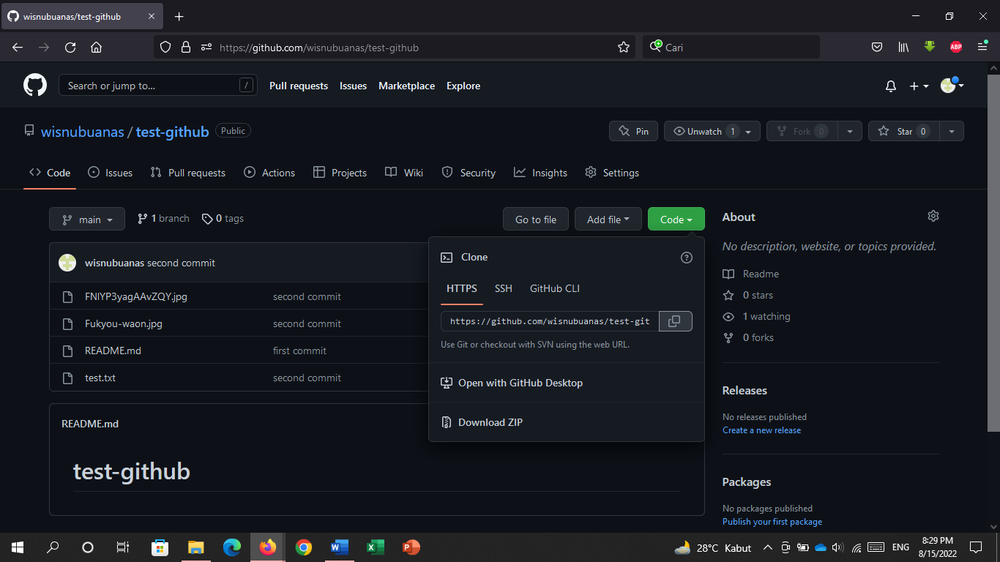 wisnubuanas/test-github
https://github.com/wisnubuanas/test-github
Cari
ABP
Search or jump to...
/
Pull requests
Issues
Marketplace
Explore
wisnubuanas / test-github
Public
Pin
Unwatch 1
Fork 0
Star 0
Code
Issues
Pull requests
Actions
Projects
Wiki
Security
Insights
Settings
main
1 branch
0 tags
Go to file
Add file
Code
wisnubuanas second commit
FNlYP3yagAAvZQY.jpg second commit
Fukyou-waon.jpg second commit
README.md first commit
test.txt second commit
Clone
HTTPS
SSH
GitHub CLI
https://github.com/wisnubuanas/test-git
Use Git or checkout with SVN using the web URL.
Open with GitHub Desktop
Download ZIP
README.md
test-github
About
No description, website, or topics provided.
Readme
0 stars
1 watching
0 forks
Releases
No releases published
Create a new release
Packages
No packages published
Publish your first package
28°C Kabut
ENG
8:29 PM
8/15/2022